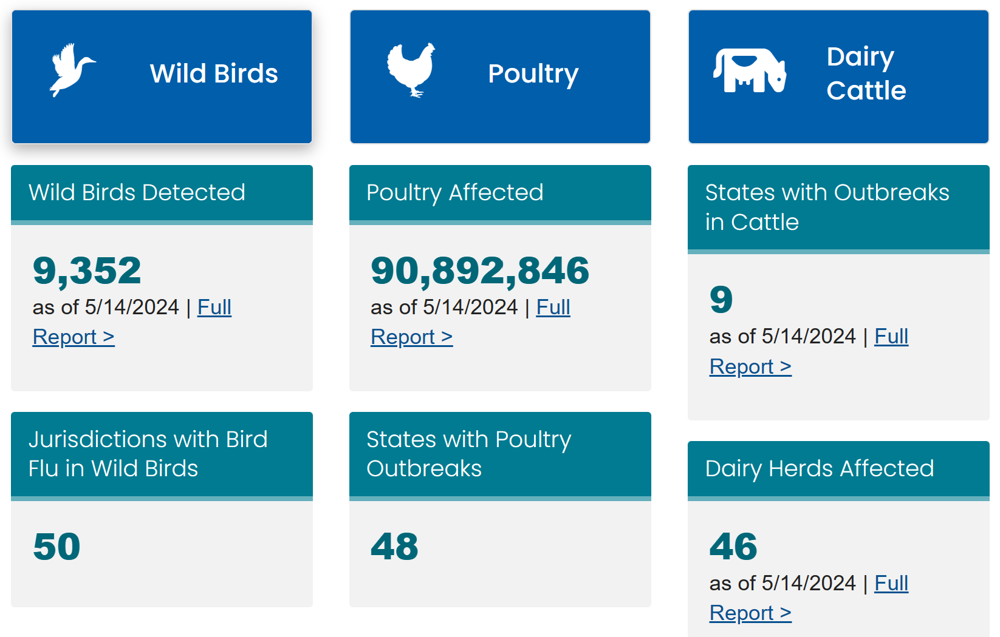 Wild Birds
Wild Birds Detected
9,352
as of 5/14/2024 | Full
Report >
Jurisdictions with Bird
Flu in Wild Birds
50
Poultry
Poultry Affected
90,892,846
as of 5/14/2024 | Full
Report >
States with Poultry
Outbreaks
48
Dairy
Cattle
States with Outbreaks
in Cattle
9
as of 5/14/2024 | Full
Report >
Dairy Herds Affected
46
as of 5/14/2024 | Full
Report >